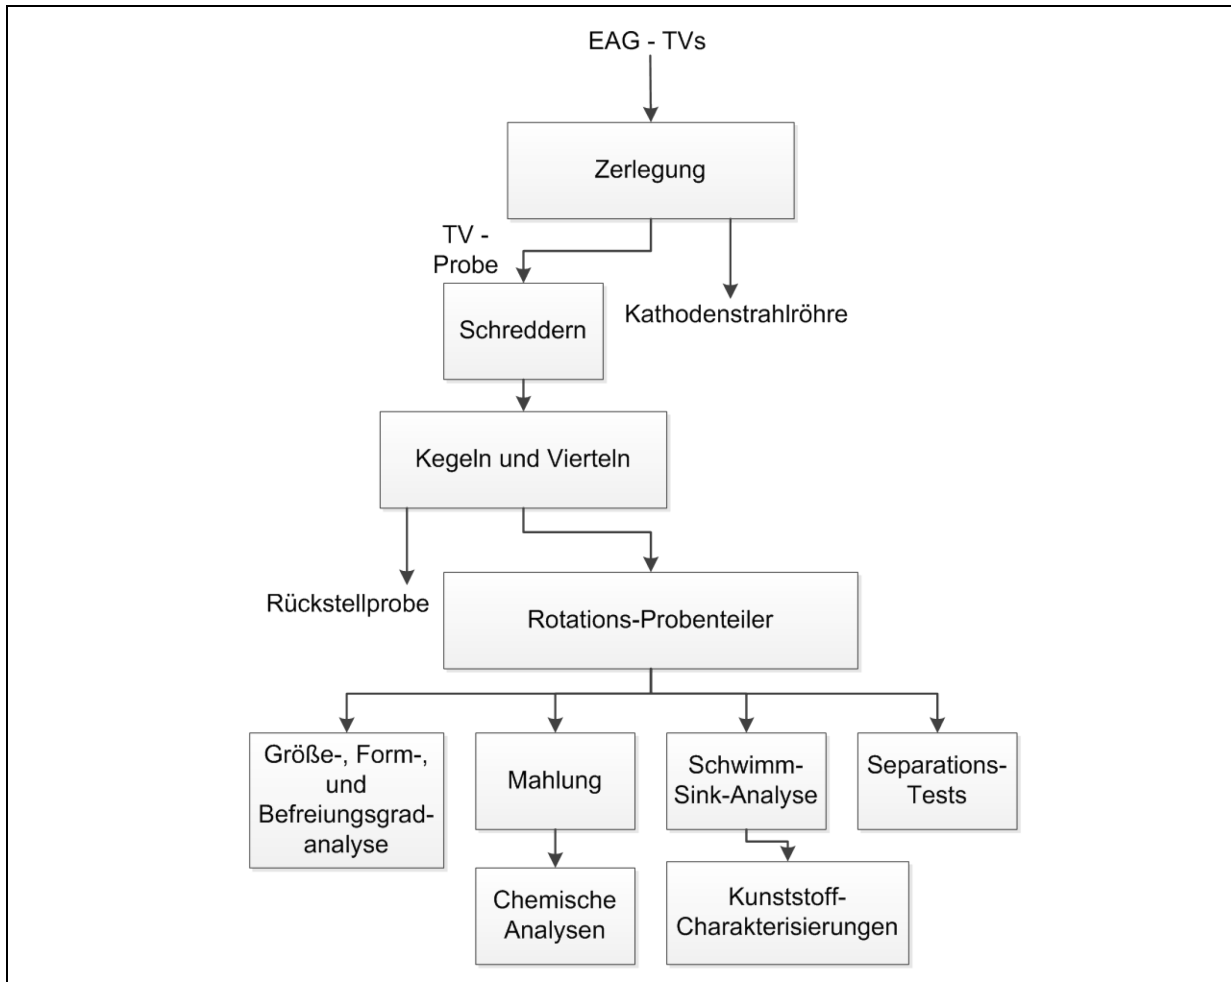 EAG - TVs
Zerlegung
TV -
Probe
Kathodenstrahlröhre
Schreddern
Kegeln und Vierteln
Rückstellprobe
Rotations-Probenteiler
Größe-, Form-,
und
Befreiungsgrad-
analyse
Mahlung
Schwimm-
Sink-Analyse
Separations-
Tests
Chemische
Analysen
Kunststoff-
Charakterisierungen